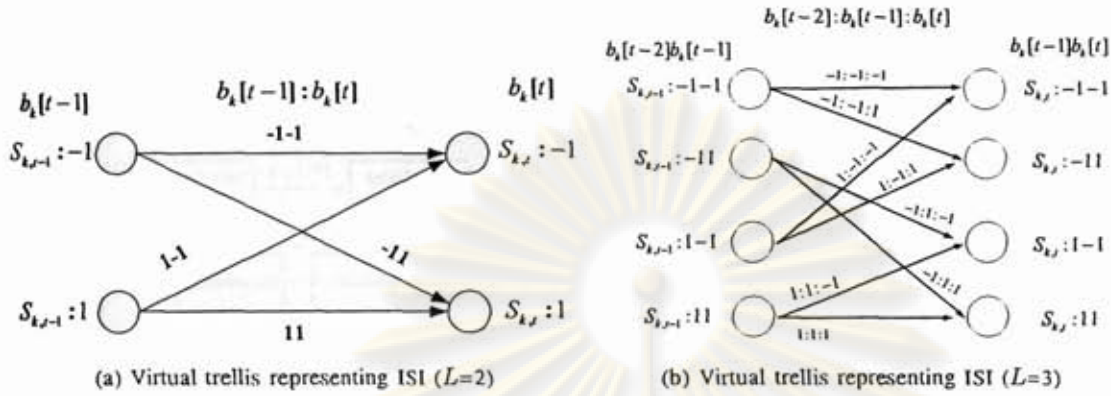 b_k[t-1]
b_k[t-1]:b_k[t]
b_k[t]
S_{k,t-1}:-1
-1-1
S_{k,t}:-1
1-1
-11
S_{k,t-1}:1
11
S_{k,t}:1
(a) Virtual trellis representing ISI (L=2)
b_k[t-2]:b_k[t-1]:b_k[t]
b_k[t-2]b_k[t-1]
b_k[t-1]b_k[t]
S_{k,t-1}:-1-1
-1:-1:-1
S_{k,t}:-1-1
-1:-1:1
S_{k,t-1}:-11
S_{k,t}:-11
1:-1:-1
1:-1:1
-1:1:-1
S_{k,t-1}:1-1
S_{k,t}:1-1
-1:1:1
1:1:-1
S_{k,t-1}:11
S_{k,t}:11
1:1:1
(b) Virtual trellis representing ISI (L=3)